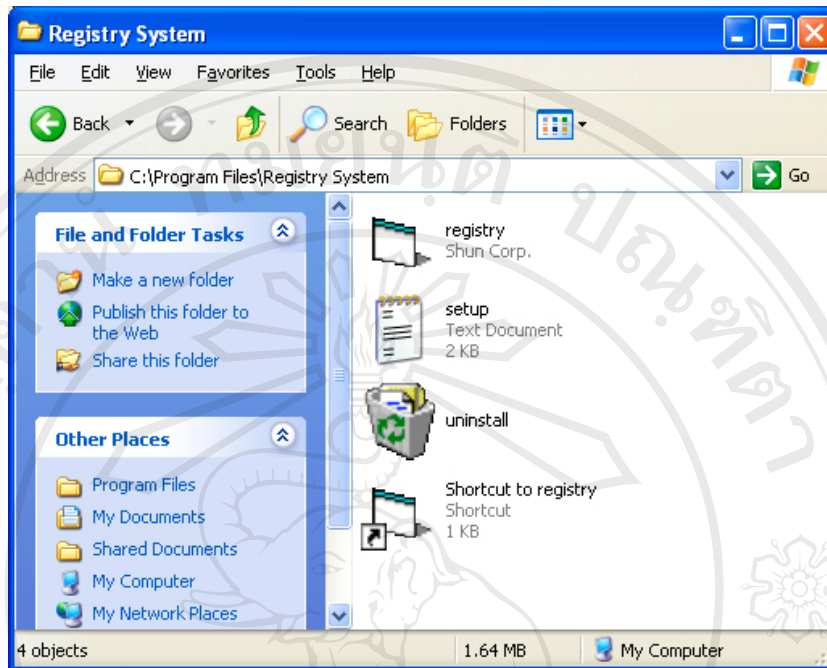 Registry System
File Edit View Favorites Tools Help
Back Search Folders
Address C:\Program Files\Registry System Go
File and Folder Tasks
Make a new folder
Publish this folder to
the Web
Share this folder
Other Places
Program Files
My Documents
Shared Documents
My Computer
My Network Places
registry
Shun Corp.
setup
Text Document
2 KB
uninstall
Shortcut to registry
Shortcut
1 KB
4 objects 1.64 MB My Computer